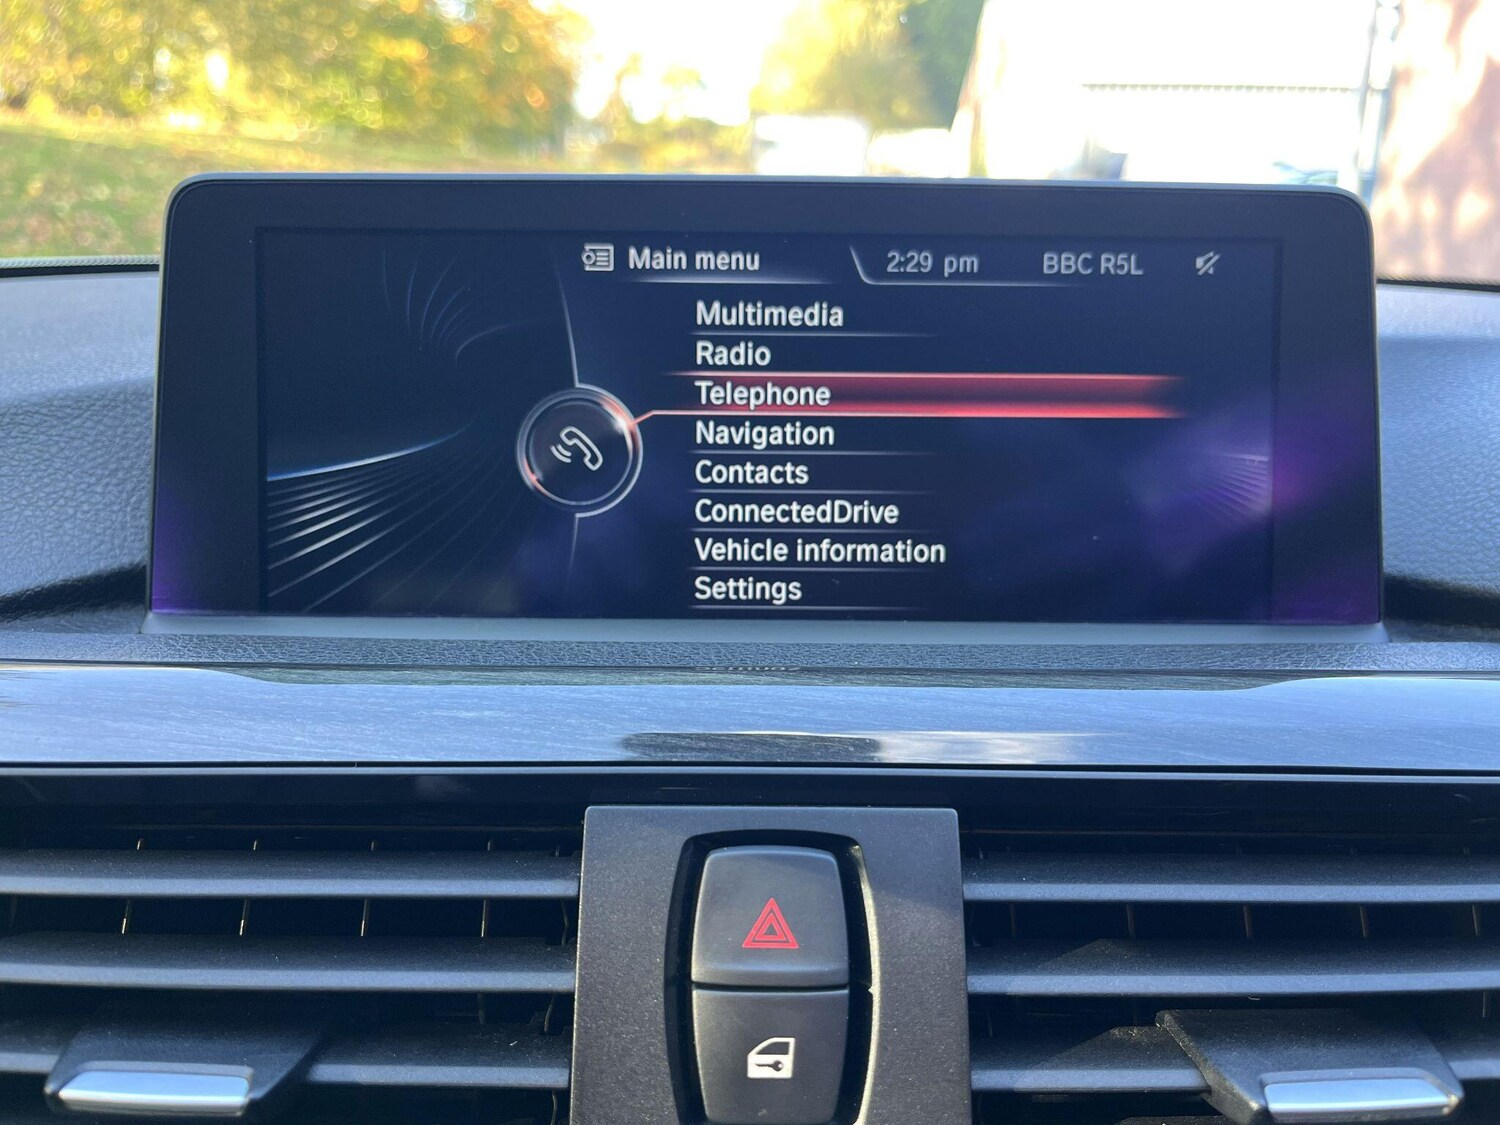 Main menu
2:29 pm
BBC R5L
Multimedia
Radio
Telephone
Navigation
Contacts
ConnectedDrive
Vehicle information
Settings